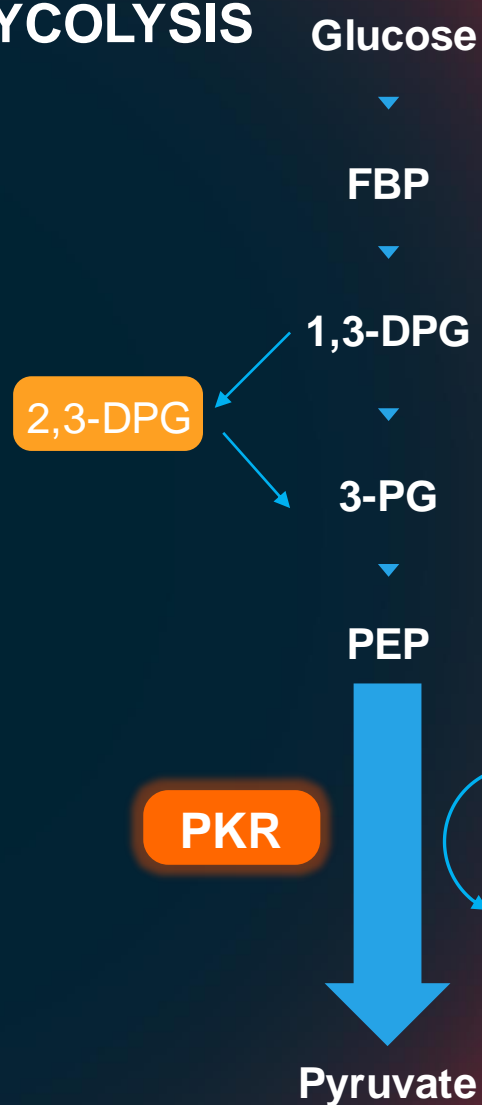 YCOLYSIS
Glucose
FBP
1,3-DPG
2,3-DPG
3-PG
PEP
PKR
Pyruvate